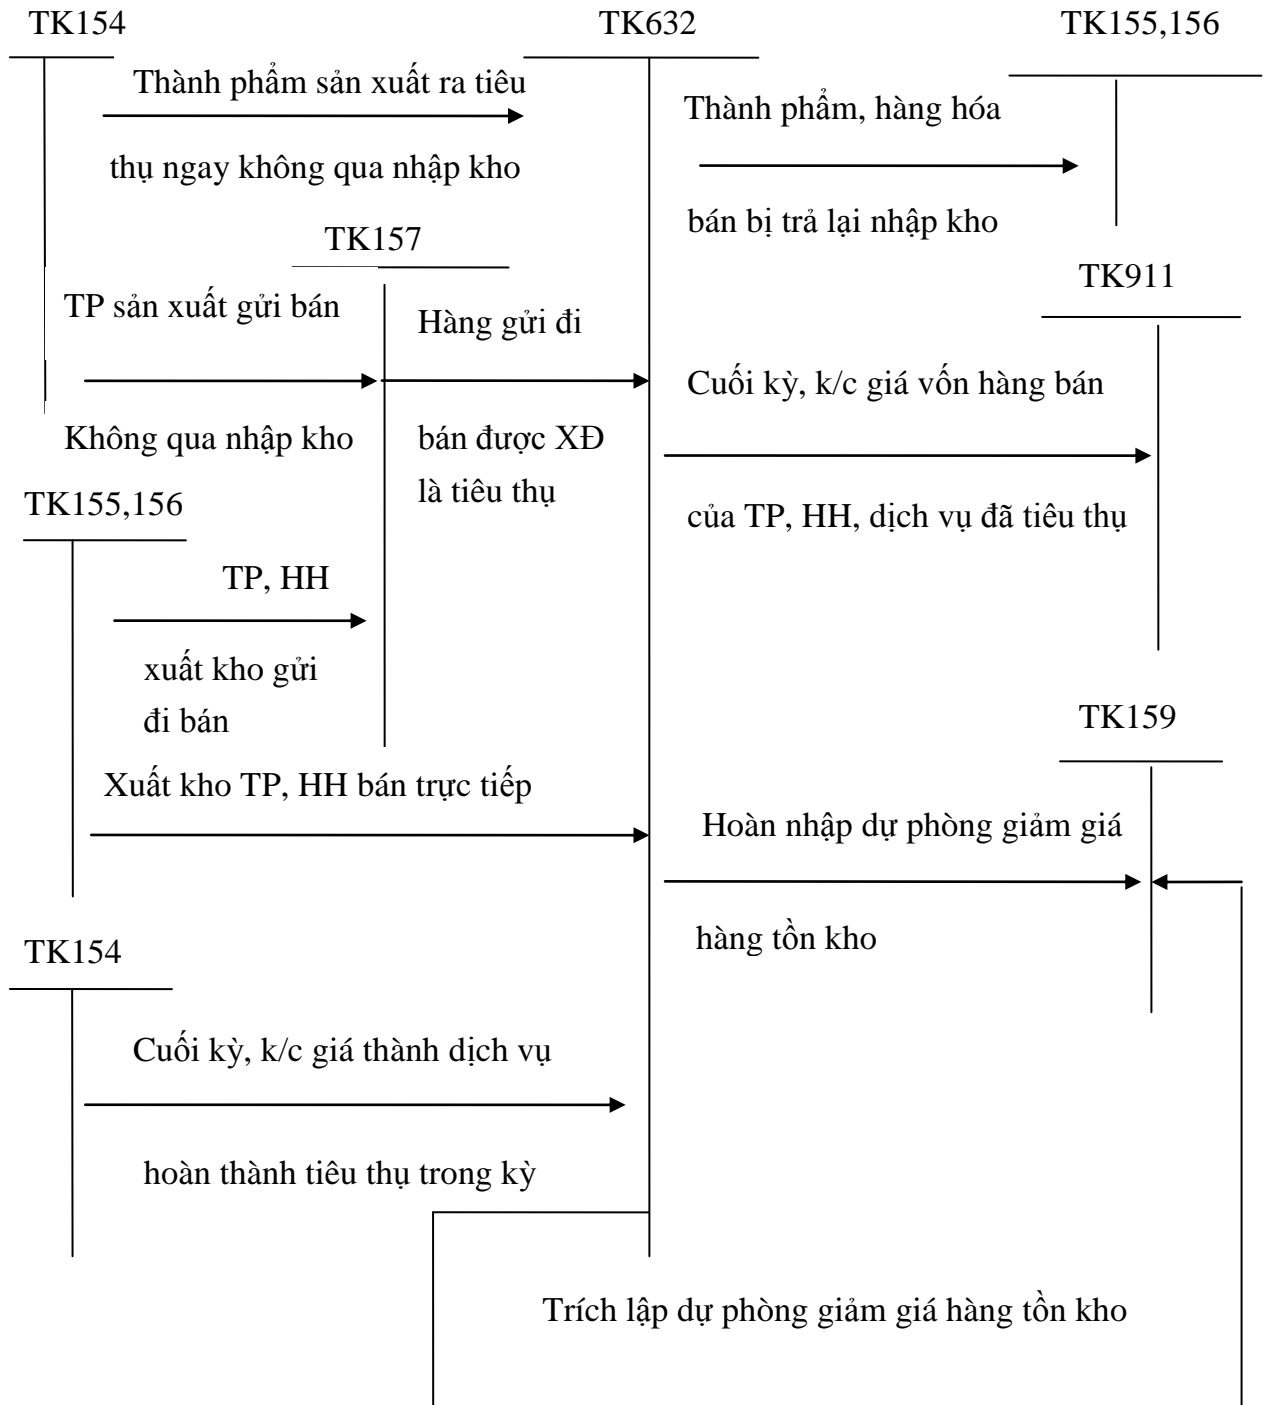 TK154
TK632
TK155,156
Thành phẩm sản xuất ra tiêu
thụ ngay không qua nhập kho
Thành phẩm, hàng hóa
bán bị trả lại nhập kho
TK157
TK911
TP sản xuất gửi bán
Không qua nhập kho
Hàng gửi đi
bán được XĐ
là tiêu thụ
Cuối kỳ, k/c giá vốn hàng bán
của TP, HH, dịch vụ đã tiêu thụ
TK155,156
TP, HH
xuất kho gửi
đi bán
TK159
Xuất kho TP, HH bán trực tiếp
Hoàn nhập dự phòng giảm giá
hàng tồn kho
TK154
Cuối kỳ, k/c giá thành dịch vụ
hoàn thành tiêu thụ trong kỳ
Trích lập dự phòng giảm giá hàng tồn kho